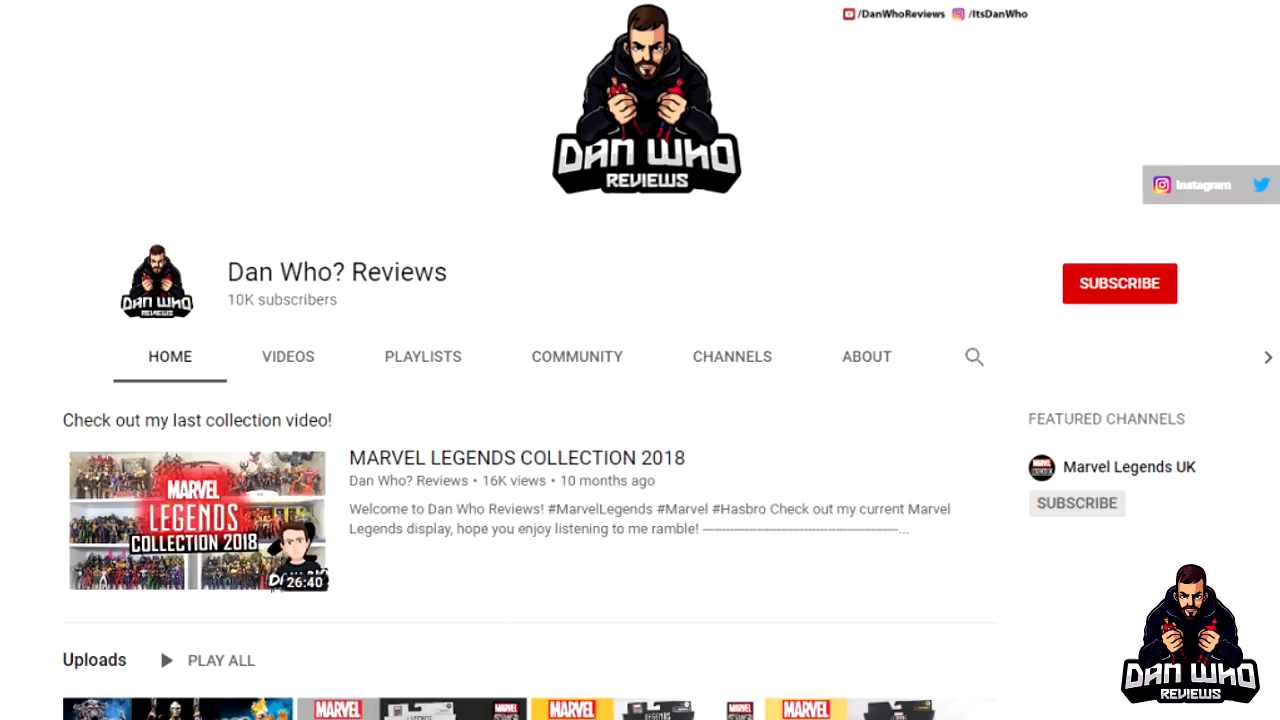 /DanWhoReviews /ItsDanWho
DAN WHO
REVIEWS
Instagram
DAN WHO
REVIEWS
Dan Who? Reviews
10K subscribers
SUBSCRIBE
HOME VIDEOS PLAYLISTS COMMUNITY CHANNELS ABOUT
Check out my last collection video!
MARVEL
LEGENDS
COLLECTION 2018
26:40
MARVEL LEGENDS COLLECTION 2018
Dan Who? Reviews • 16K views • 10 months ago
Welcome to Dan Who Reviews! #MarvelLegends #Marvel #Hasbro Check out my current Marvel
Legends display, hope you enjoy listening to me ramble! ----------------------------------------------------...
FEATURED CHANNELS
Marvel Legends UK
SUBSCRIBE
Uploads PLAY ALL
MARVEL MARVEL MARVEL
LEGENDS
DAN WHO
REVIEWS